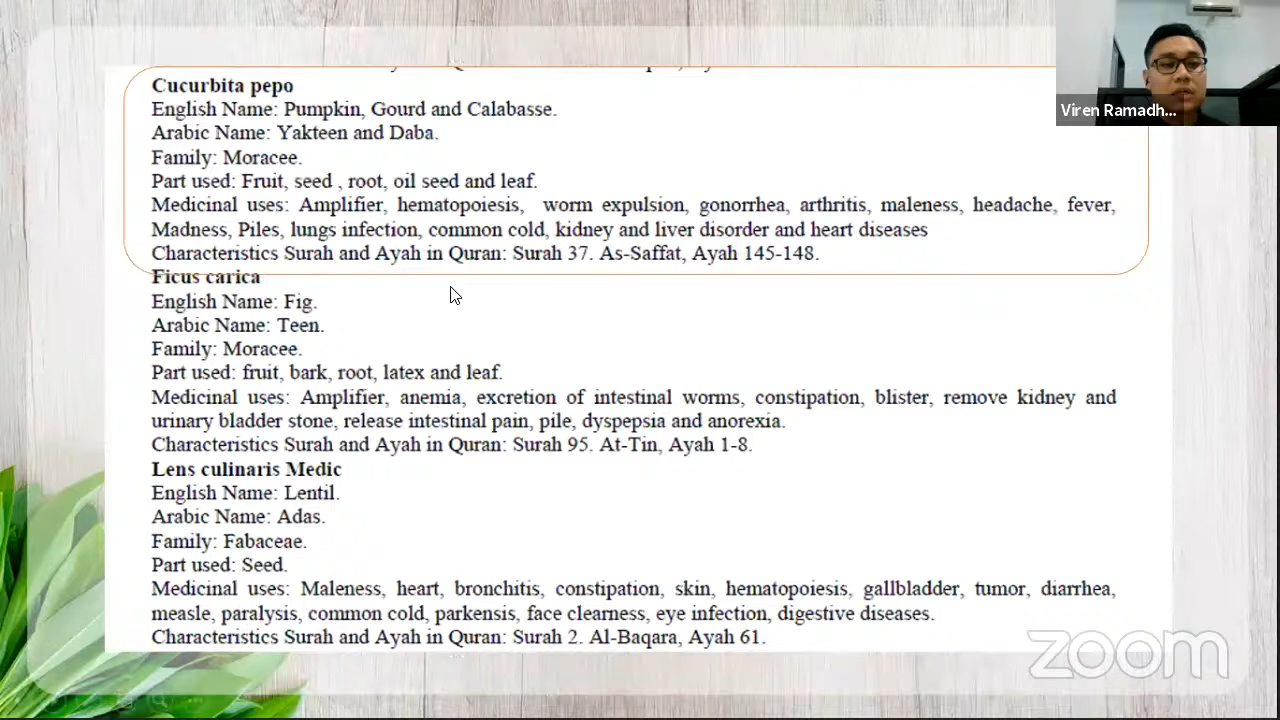 Cucurbita pepo
English Name: Pumpkin, Gourd and Calabasse.
Arabic Name: Yakteen and Daba.
Family: Moracee.
Part used: Fruit, seed , root, oil seed and leaf.
Medicinal uses: Amplifier, hematopoiesis, worm expulsion, gonorrhea, arthritis, maleness, headache, fever,
Madness, Piles, lungs infection, common cold, kidney and liver disorder and heart diseases
Characteristics Surah and Ayah in Quran: Surah 37. As-Saffat, Ayah 145-148.
Ficus carica
English Name: Fig.
Arabic Name: Teen.
Family: Moracee.
Part used: fruit, bark, root, latex and leaf.
Medicinal uses: Amplifier, anemia, excretion of intestinal worms, constipation, blister, remove kidney and
urinary bladder stone, release intestinal pain, pile, dyspepsia and anorexia.
Characteristics Surah and Ayah in Quran: Surah 95. At-Tin, Ayah 1-8.
Lens culinaris Medic
English Name: Lentil.
Arabic Name: Adas.
Family: Fabaceae.
Part used: Seed.
Medicinal uses: Maleness, heart, bronchitis, constipation, skin, hematopoiesis, gallbladder, tumor, diarrhea,
measle, paralysis, common cold, parkensis, face clearness, eye infection, digestive diseases.
Characteristics Surah and Ayah in Quran: Surah 2. Al-Baqara, Ayah 61.
Viren Ramadh...
zoom